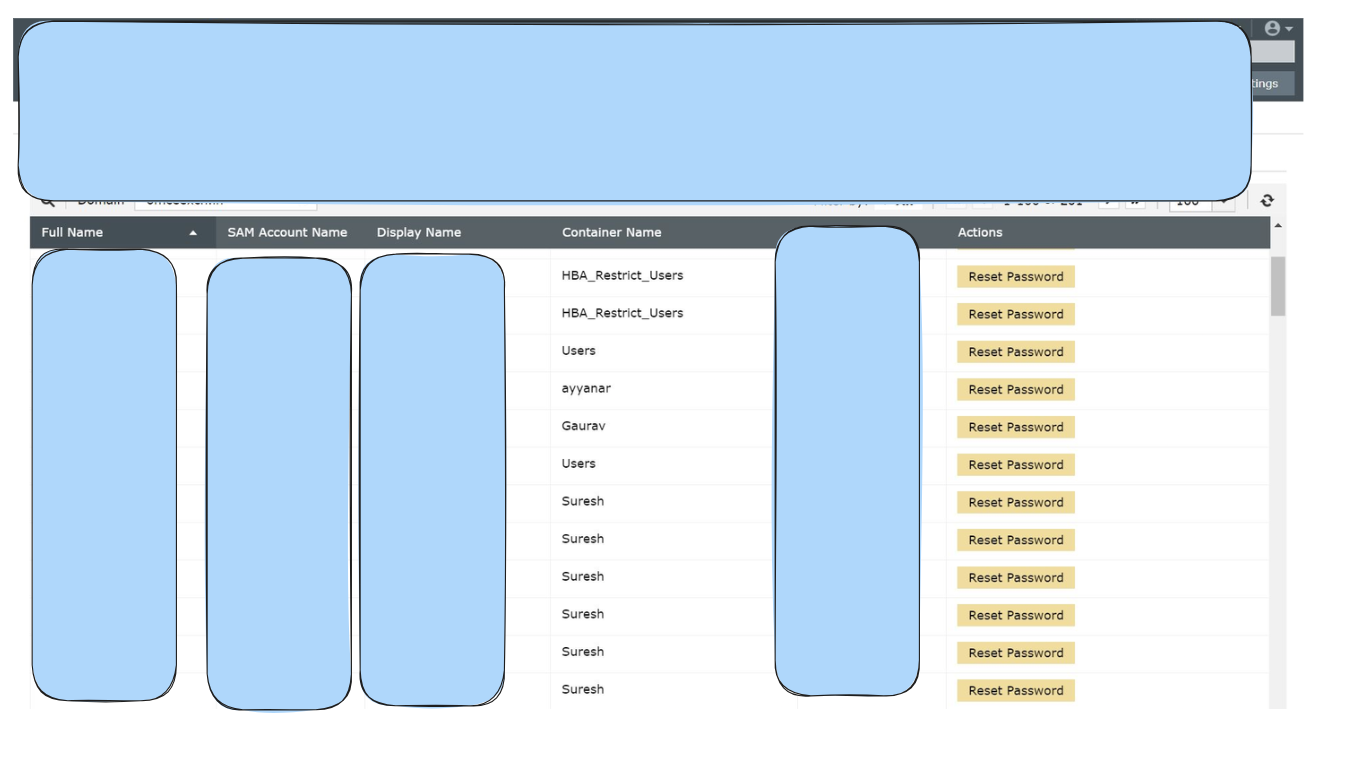 tings
Full Name SAM Account Name Display Name Container Name Actions
HBA_Restrict_Users Reset Password
HBA_Restrict_Users Reset Password
Users Reset Password
ayyanar Reset Password
Gaurav Reset Password
Users Reset Password
Suresh Reset Password
Suresh Reset Password
Suresh Reset Password
Suresh Reset Password
Suresh Reset Password
Suresh Reset Password